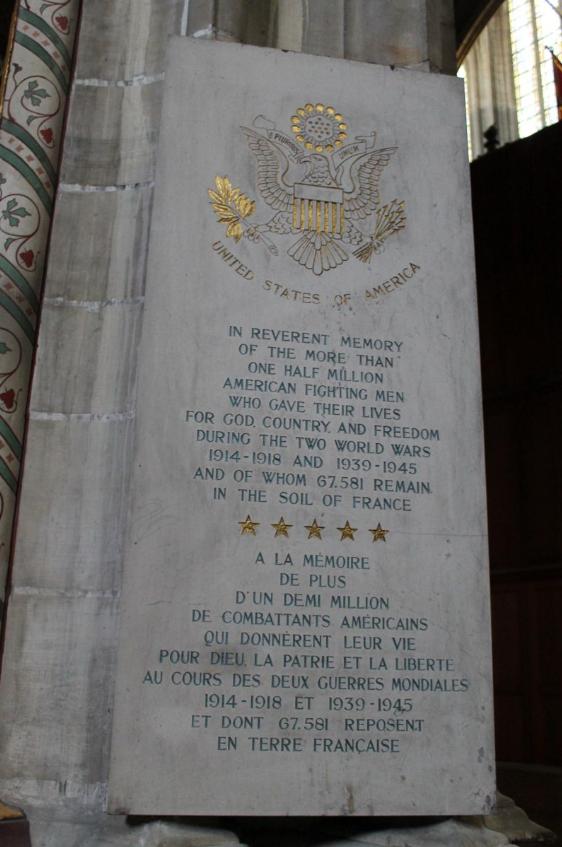 E PLURIBUS UNUM
UNITED STATES OF AMERICA
IN REVERENT MEMORY
OF THE MORE THAN
ONE HALF MILLION
AMERICAN FIGHTING MEN
WHO GAVE THEIR LIVES
FOR GOD, COUNTRY, AND FREEDOM
DURING THE TWO WORLD WARS
1914-1918 AND 1939-1945
AND OF WHOM 67.581 REMAIN
IN THE SOIL OF FRANCE
A LA MÉMOIRE
DE PLUS
D'UN DEMI MILLION
DE COMBATTANTS AMÉRICAINS
QUI DONNÈRENT LEUR VIE
POUR DIEU, LA PATRIE ET LA LIBERTE
AU COURS DES DEUX GUERRES MONDIALES
1914-1918 ET 1939-1945
ET DONT 67.581 REPOSENT
EN TERRE FRANÇAISE